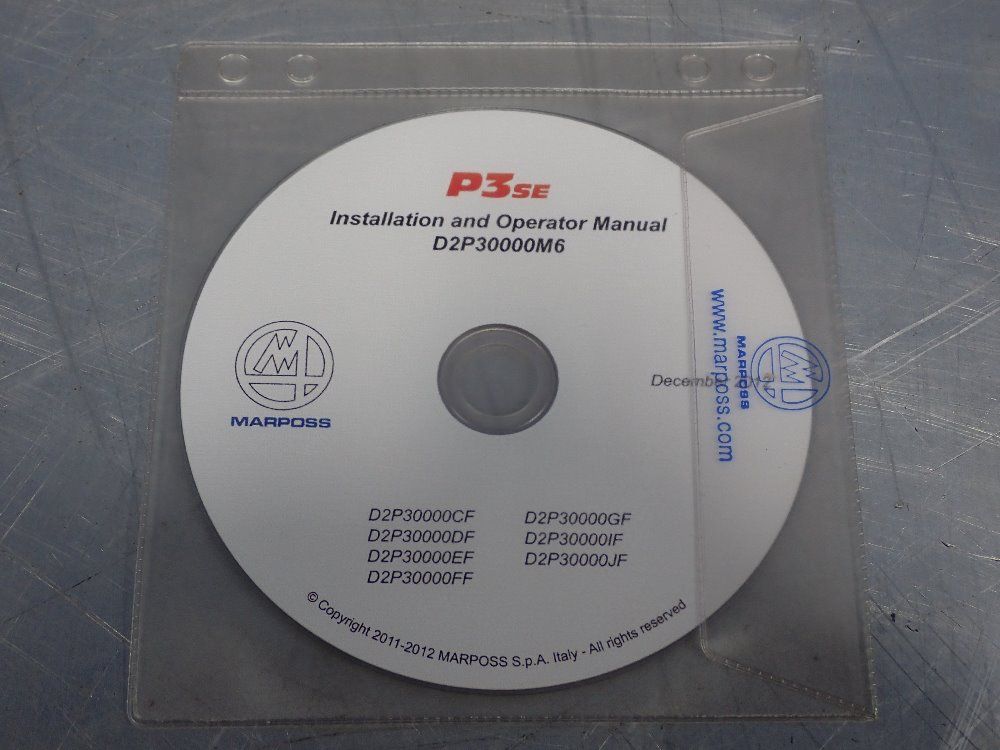 P3SE
Installation and Operator Manual
D2P30000M6
MARPOSS
December
MARPOSS
www.marposs.com
D2P30000CF
D2P30000GF
D2P30000DF
D2P30000IF
D2P30000EF
D2P30000JF
D2P30000FF
© Copyright 2011-2012 MARPOSS S.p.A. Italy - All rights reserved